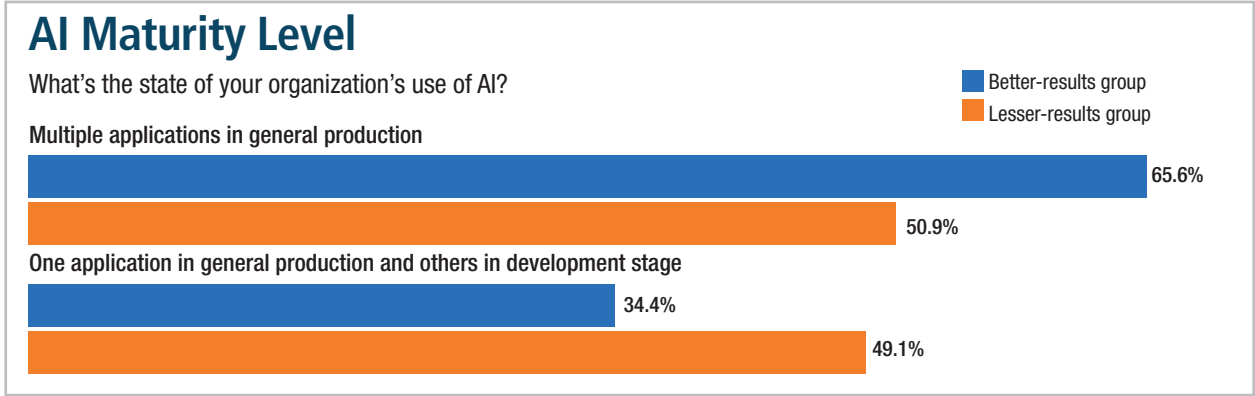 AI Maturity Level
What’s the state of your organization’s use of AI?
Better-results group
Lesser-results group
Multiple applications in general production
65.6%
50.9%
One application in general production and others in development stage
34.4%
49.1%